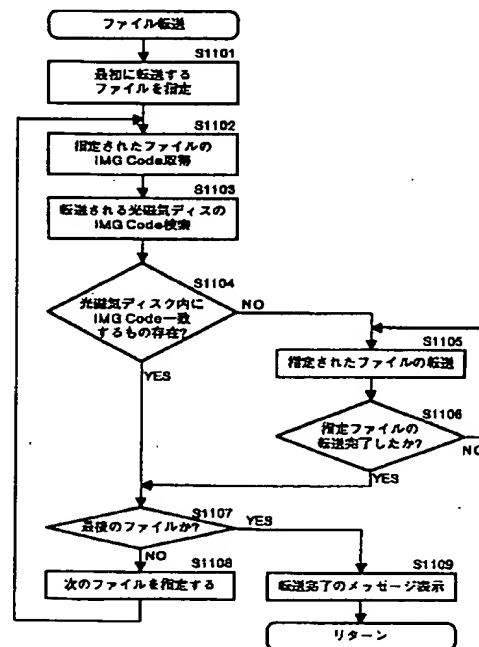 ファイル転送
S1101
最初に転送する
ファイルを指定
S1102
指定されたファイルの
IMG Code取得
S1103
転送される光磁気ディスの
IMG Code検索
S1104
光磁気ディスク内に
IMG Code一致
するもの存在?
NO
YES
S1105
指定されたファイルの転送
S1106
指定ファイルの
転送完了したか?
NO
YES
S1107
最後のファイルか?
YES
NO
S1108
次のファイルを指定する
S1109
転送完了のメッセージ表示
リターン